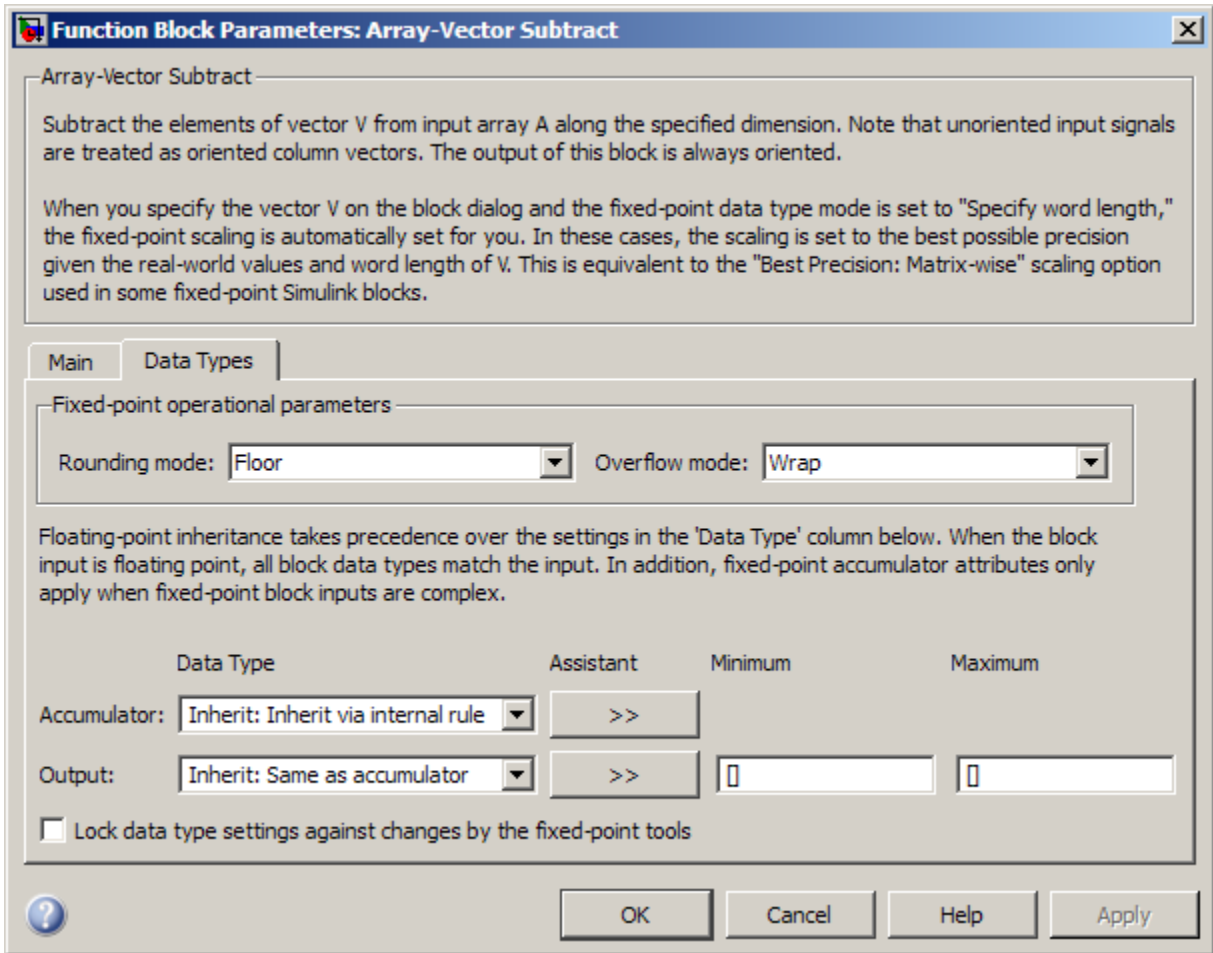 Function Block Parameters: Array-Vector Subtract
Array-Vector Subtract
Subtract the elements of vector V from input array A along the specified dimension. Note that unoriented input signals
are treated as oriented column vectors. The output of this block is always oriented.
When you specify the vector V on the block dialog and the fixed-point data type mode is set to "Specify word length,"
the fixed-point scaling is automatically set for you. In these cases, the scaling is set to the best possible precision
given the real-world values and word length of V. This is equivalent to the "Best Precision: Matrix-wise" scaling option
used in some fixed-point Simulink blocks.
Main Data Types
Fixed-point operational parameters
Rounding mode: Floor Overflow mode: Wrap
Floating-point inheritance takes precedence over the settings in the 'Data Type' column below. When the block
input is floating point, all block data types match the input. In addition, fixed-point accumulator attributes only
apply when fixed-point block inputs are complex.
Data Type Assistant Minimum Maximum
Accumulator: Inherit: Inherit via internal rule >>
Output: Inherit: Same as accumulator >> [] []
Lock data type settings against changes by the fixed-point tools
? OK Cancel Help Apply